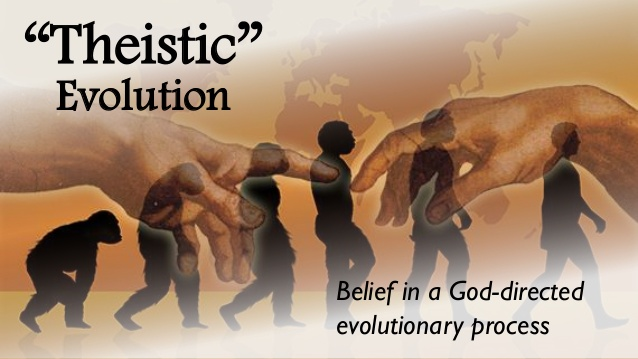 “Theistic”
Evolution
Belief in a God-directed
evolutionary process